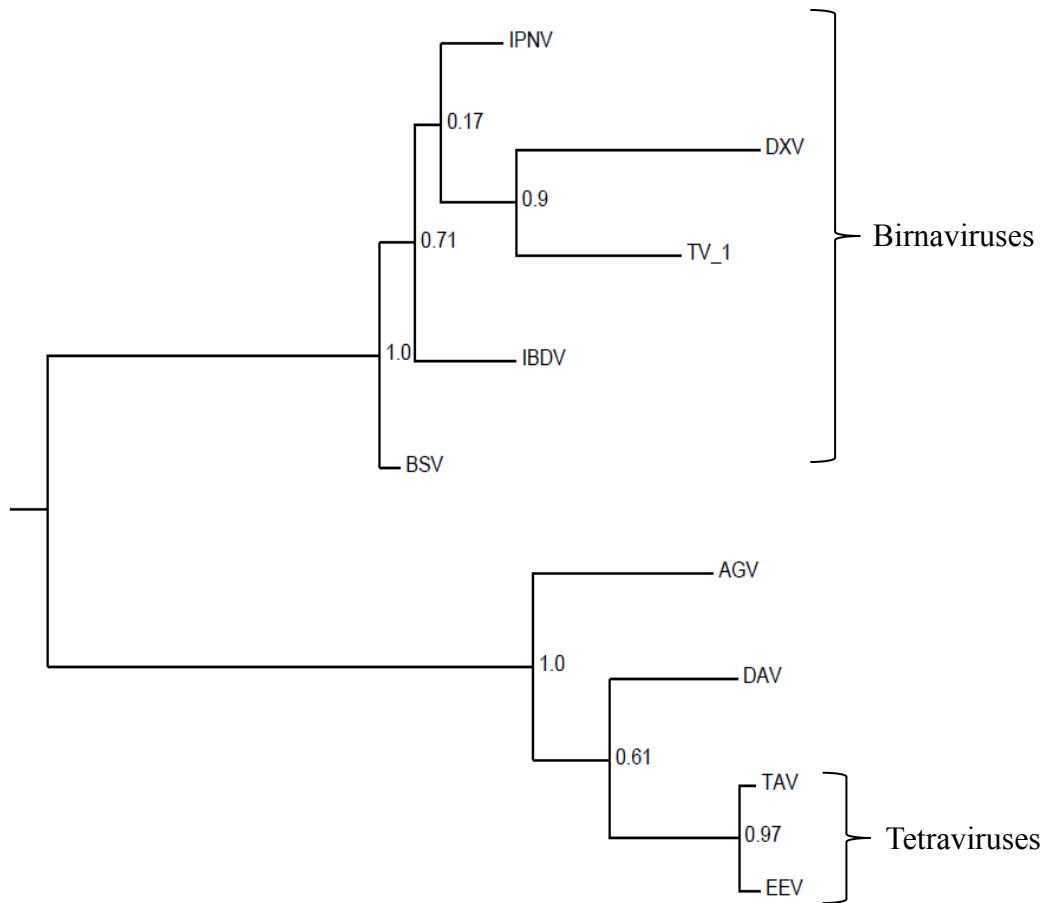 IPNV
0.17
DXV
0.9
0.71
Birnaviruses
TV_1
1.0
IBDV
BSV
AGV
1.0
DAV
0.61
TAV
0.97
Tetraviruses
EEV